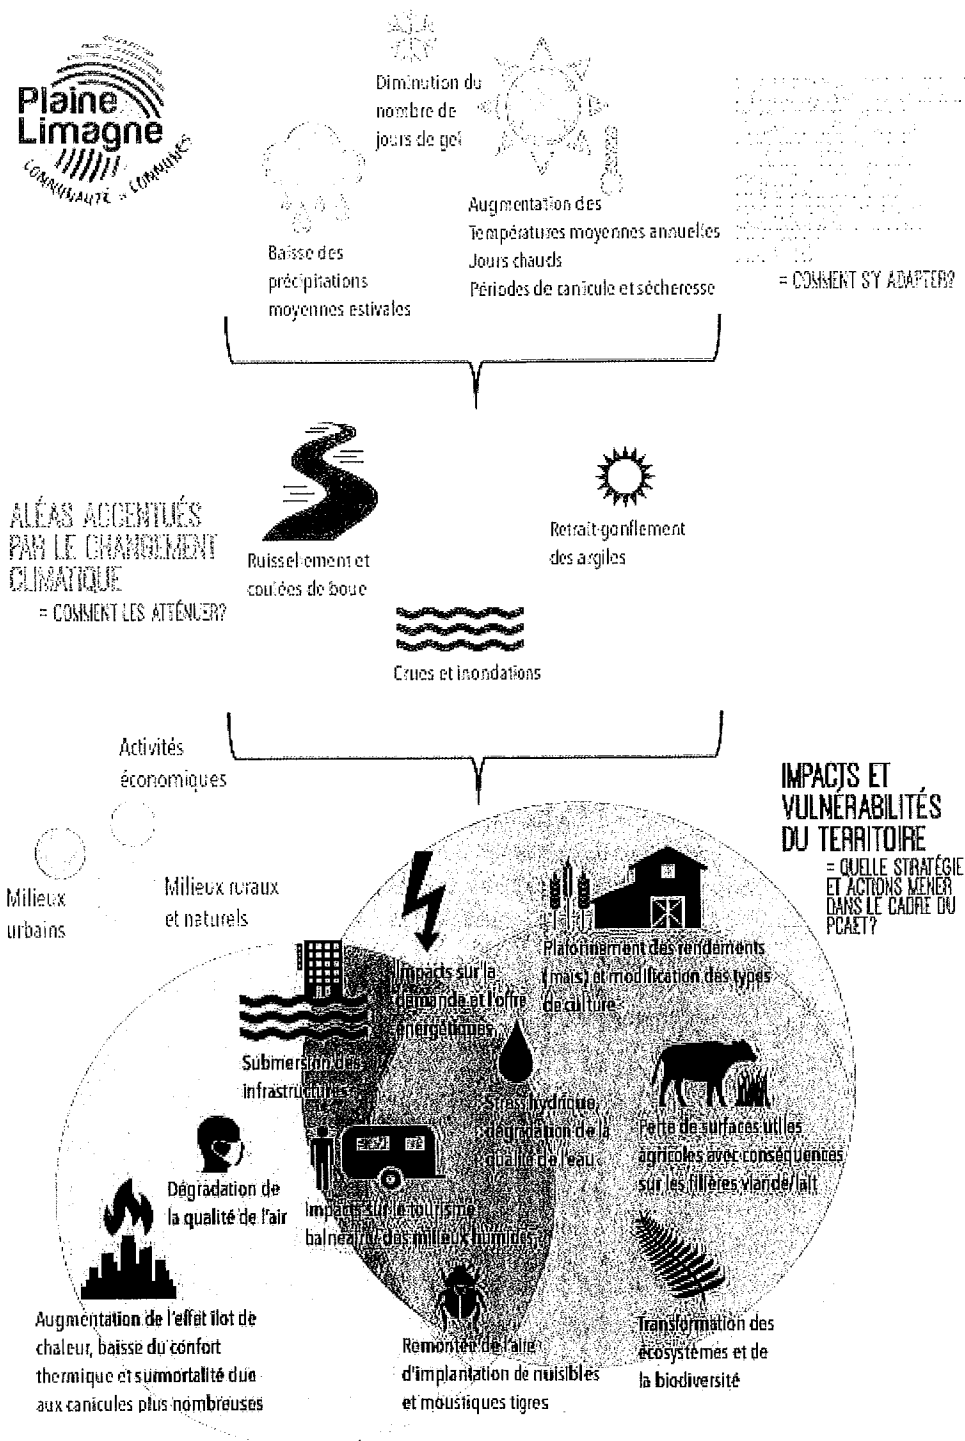 Plaine
Limagne
COMMUNAUTÉ DE COMMUNES
Diminution du
nombre de
jours de gel
Baisse des
précipitations
moyennes estivales
Augmentation des
Températures moyennes annuelles
Jours chauds
Périodes de canicule et sécheresse
= COMMENT S'Y ADAPTER?
ALÉAS ACCENTUÉS
PAR LE CHANGEMENT
CLIMATIQUE
= COMMENT LES ATTÉNUER?
Ruissellement et
coulées de boue
Retrait-gonflement
des argiles
Crues et inondations
Activités
économiques
Milieux
urbains
Milieux ruraux
et naturels
IMPACTS ET
VULNÉRABILITÉS
DU TERRITOIRE
= QUELLE STRATÉGIE
ET ACTIONS MENER
DANS LE CADRE DU
PCAET?
Impacts sur la
demande et l'offre
énergétiques
Plafonnement des rendements
(maïs) et modification des types
de culture
Submersion des
infrastructures
Stress hydrique,
dégradation de la
qualité de l'eau
Perte de surfaces utiles
agricoles avec conséquences
sur les filières viande/lait
Dégradation de
la qualité de l'air
Impacts sur le tourisme
des milieux humides
Augmentation de l'effet îlot de
chaleur, baisse du confort
thermique et surmortalité due
aux canicules plus nombreuses
Remontée de l'aire
d'implantation de nuisibles
et moustiques tigres
Transformation des
écosystèmes et de
la biodiversité